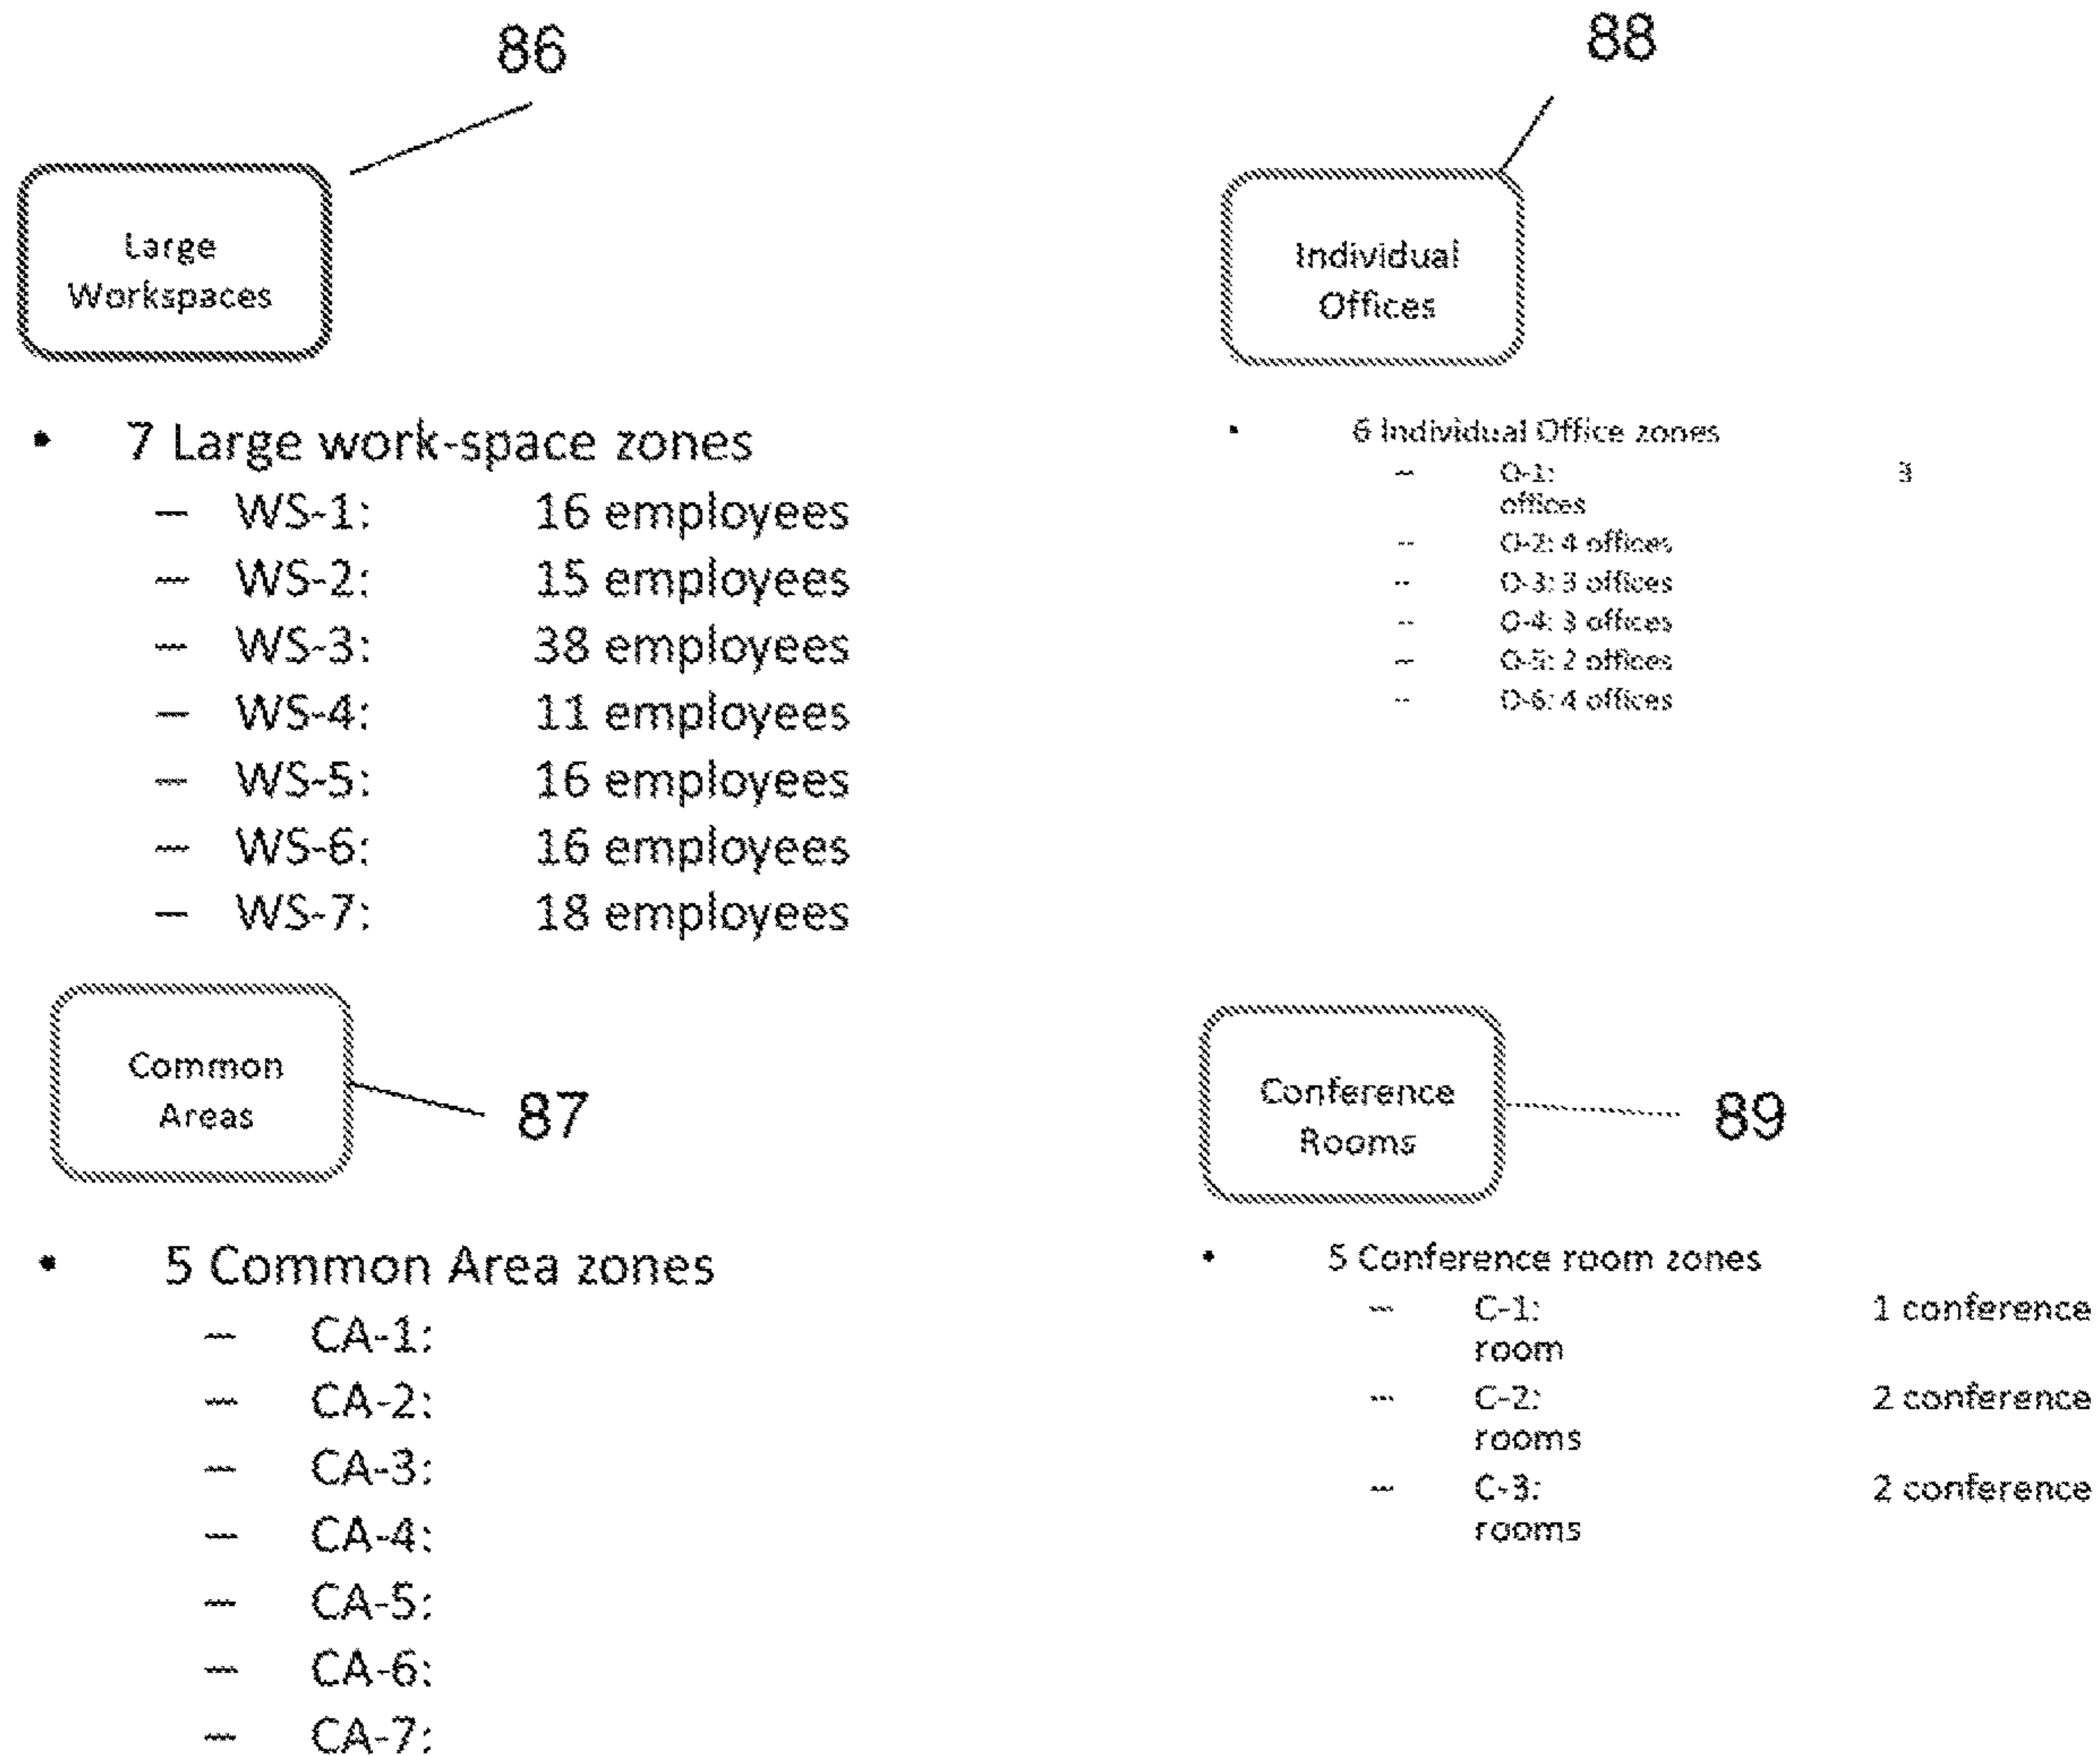 86
Large
Workspaces
• 7 Large work-space zones
– WS-1: 16 employees
– WS-2: 15 employees
– WS-3: 38 employees
– WS-4: 11 employees
– WS-5: 16 employees
– WS-6: 16 employees
– WS-7: 18 employees
88
Individual
Offices
• 6 Individual Office zones
– O-1: 3
offices
– O-2: 4 offices
– O-3: 3 offices
– O-4: 3 offices
– O-5: 2 offices
– O-6: 4 offices
Common
Areas
87
• 5 Common Area zones
– CA-1:
– CA-2:
– CA-3:
– CA-4:
– CA-5:
– CA-6:
– CA-7:
Conference
Rooms
89
• 5 Conference room zones
– C-1: 1 conference
room
– C-2: 2 conference
rooms
– C-3: 2 conference
rooms